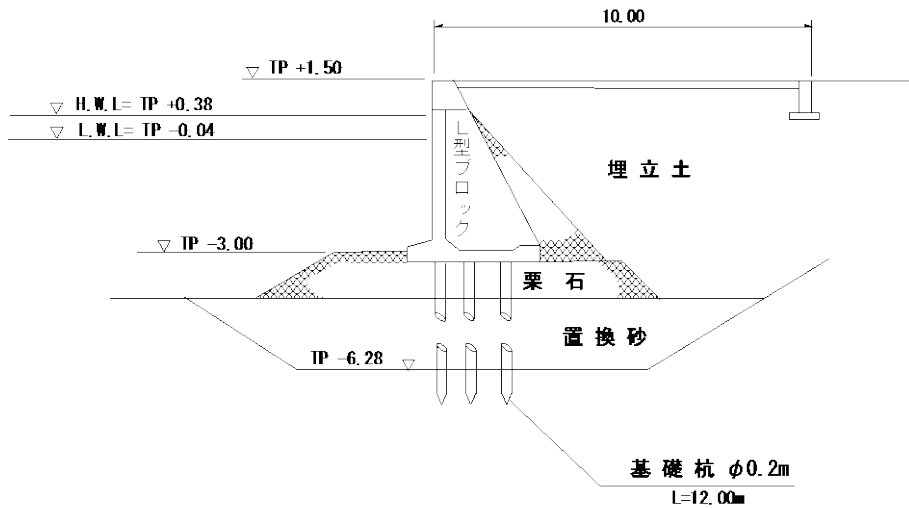 10.00
TP +1.50
H.W.L= TP +0.38
L.W.L= TP -0.04
L型ブロック
埋立土
TP -3.00
栗石
置換砂
TP -6.28
基礎杭 φ0.2m
L=12.00m